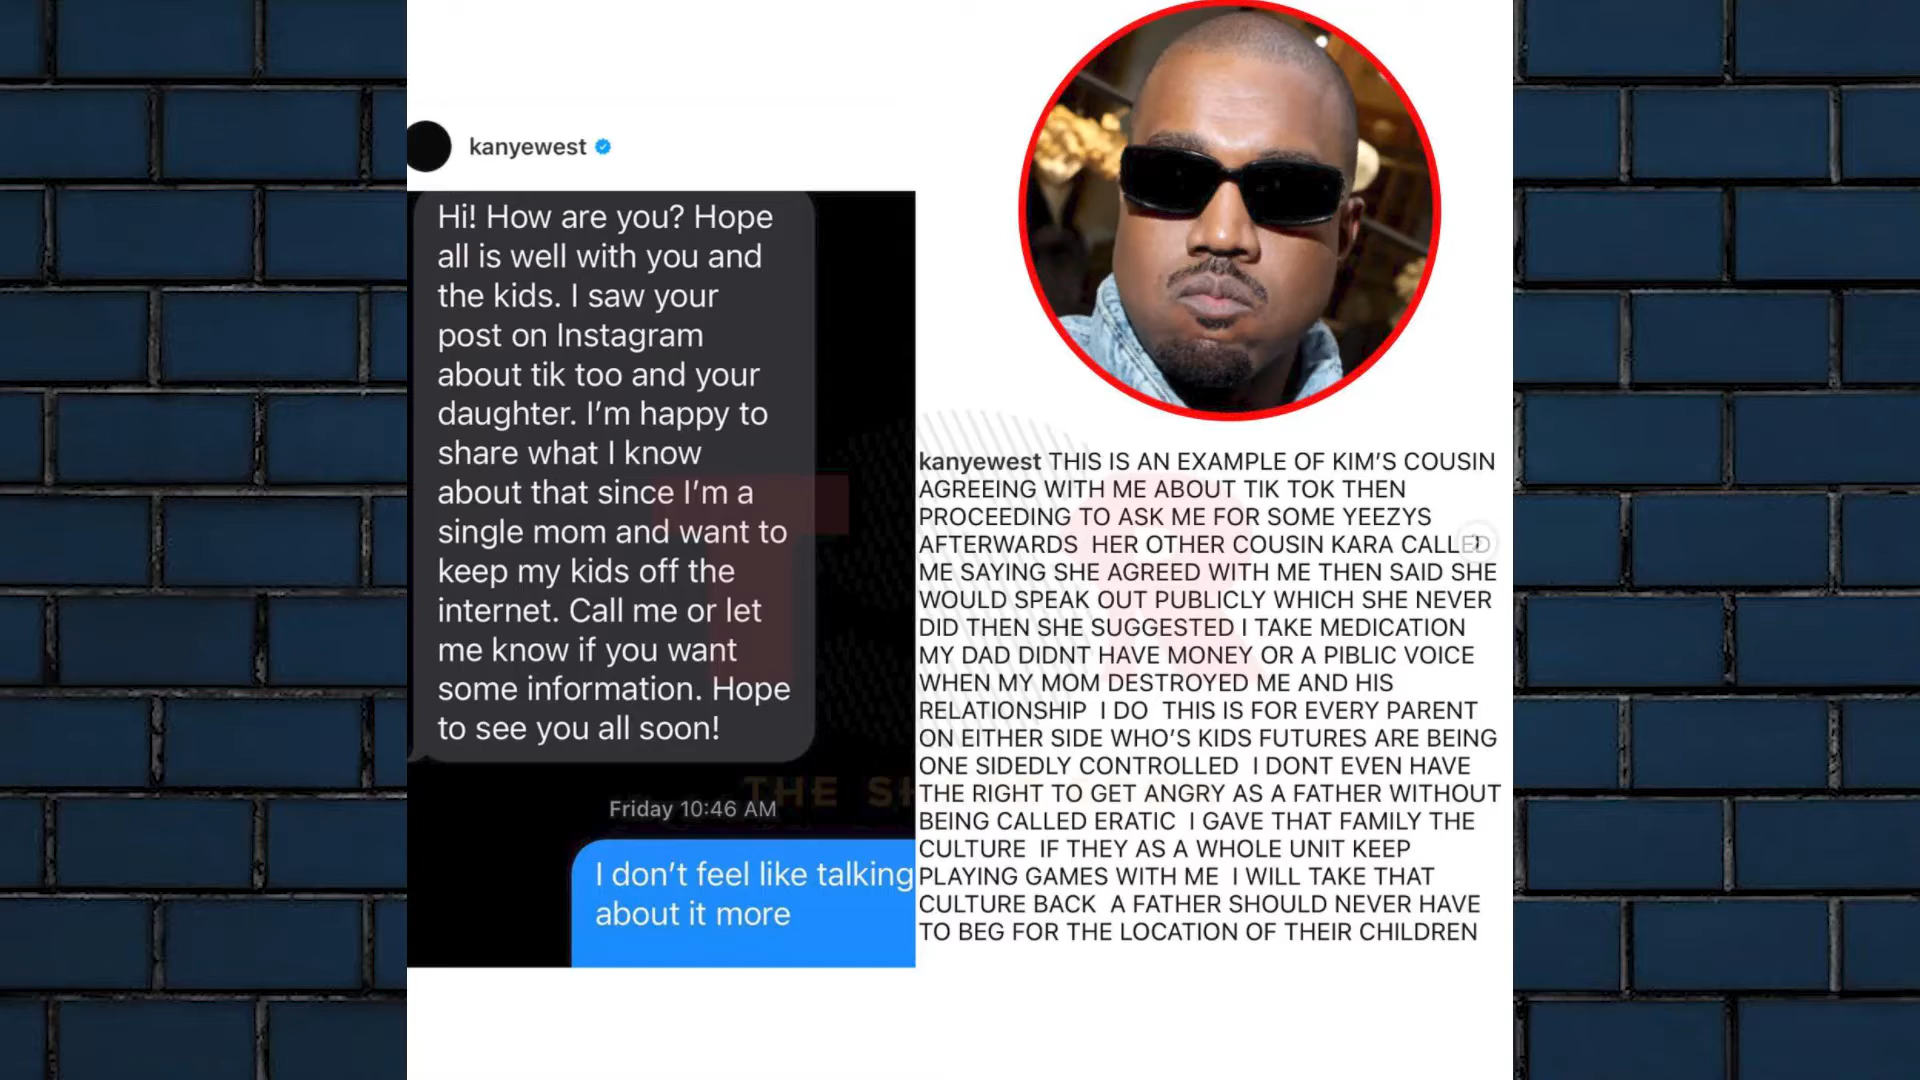 kanyewest
Hi! How are you? Hope
all is well with you and
the kids. I saw your
post on Instagram
about tik too and your
daughter. I'm happy to
share what I know
about that since I'm a
single mom and want to
keep my kids off the
internet. Call me or let
me know if you want
some information. Hope
to see you all soon!
Friday 10:46 AM
I don't feel like talking
about it more
kanyewest THIS IS AN EXAMPLE OF KIM'S COUSIN
AGREEING WITH ME ABOUT TIK TOK THEN
PROCEEDING TO ASK ME FOR SOME YEEZYS
AFTERWARDS HER OTHER COUSIN KARA CALLED
ME SAYING SHE AGREED WITH ME THEN SAID SHE
WOULD SPEAK OUT PUBLICLY WHICH SHE NEVER
DID THEN SHE SUGGESTED I TAKE MEDICATION
MY DAD DIDNT HAVE MONEY OR A PIBLIC VOICE
WHEN MY MOM DESTROYED ME AND HIS
RELATIONSHIP I DO THIS IS FOR EVERY PARENT
ON EITHER SIDE WHO'S KIDS FUTURES ARE BEING
ONE SIDEDLY CONTROLLED I DONT EVEN HAVE
THE RIGHT TO GET ANGRY AS A FATHER WITHOUT
BEING CALLED ERATIC I GAVE THAT FAMILY THE
CULTURE IF THEY AS A WHOLE UNIT KEEP
PLAYING GAMES WITH ME I WILL TAKE THAT
CULTURE BACK A FATHER SHOULD NEVER HAVE
TO BEG FOR THE LOCATION OF THEIR CHILDREN
T
R
THE